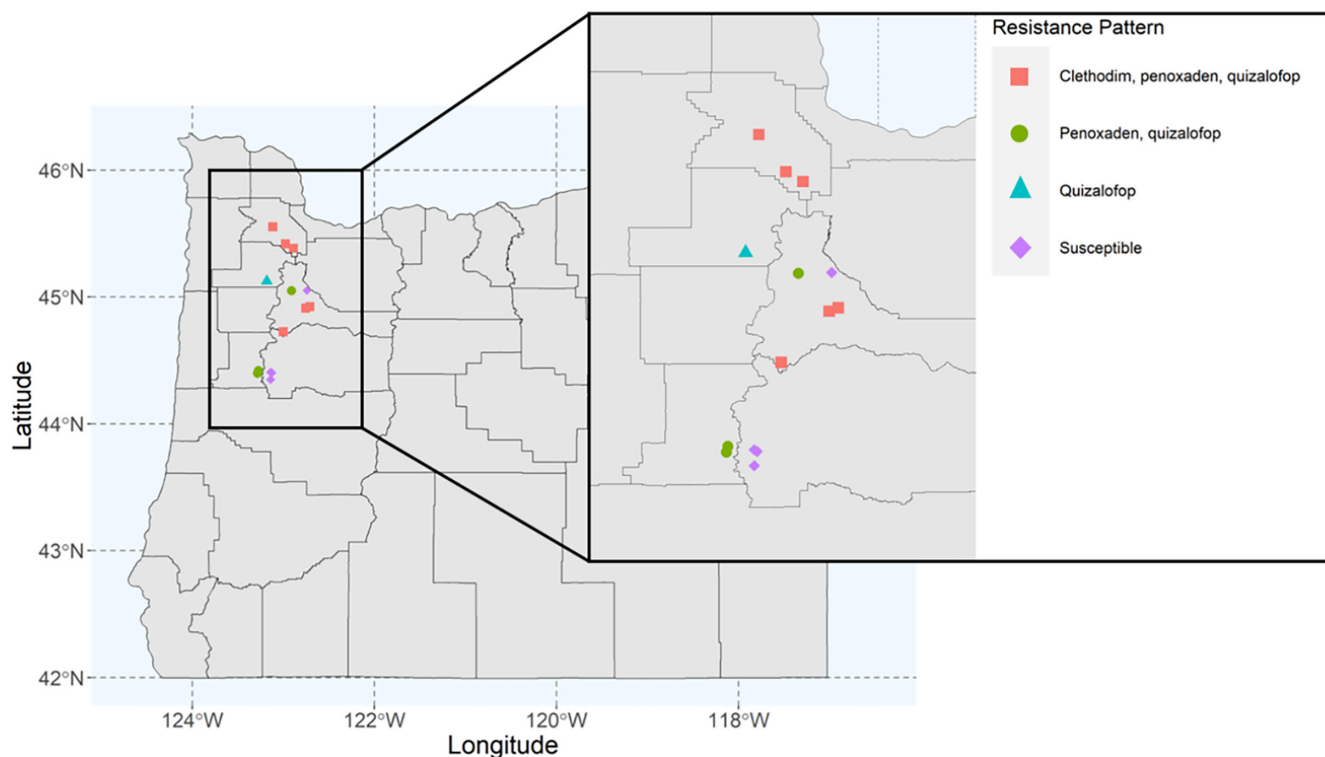 Resistance Pattern
Clethodim, penoxaden, quizalofop
Penoxaden, quizalofop
Quizalofop
Susceptible
46°N
45°N
44°N
43°N
42°N
Latitude
124°W
122°W
120°W
118°W
Longitude